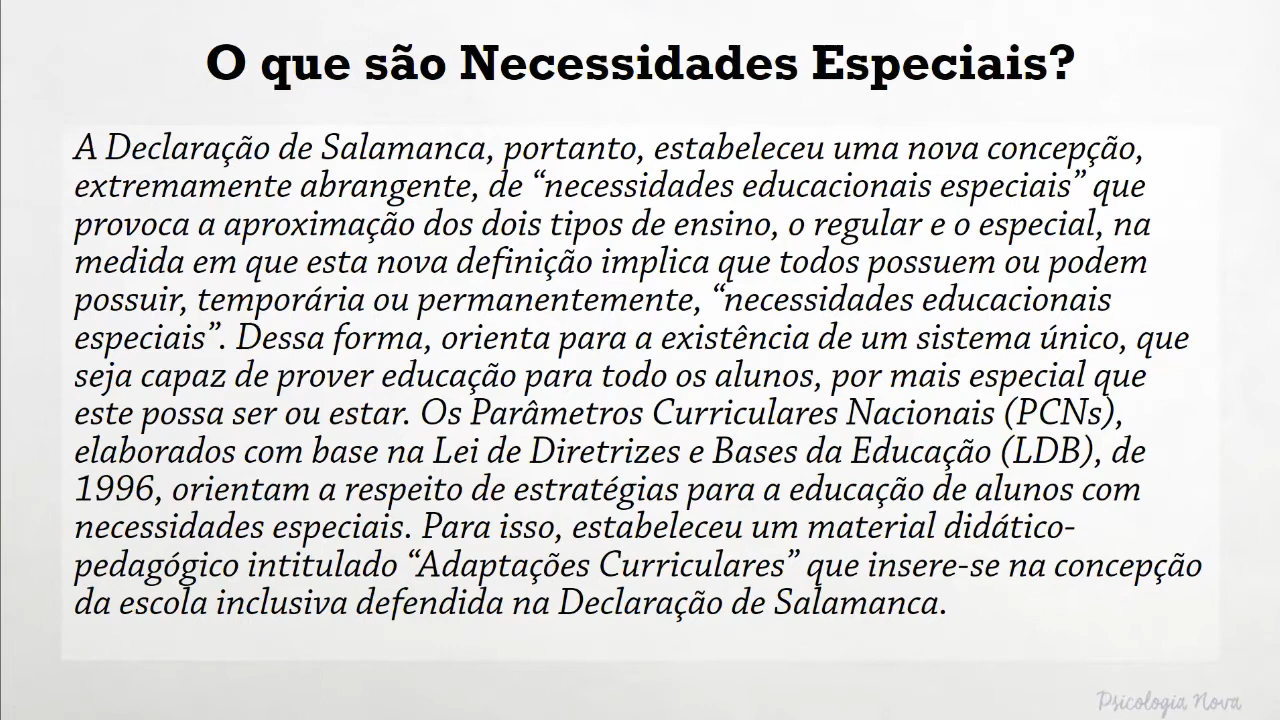 O que são Necessidades Especiais?
A Declaração de Salamanca, portanto, estabeleceu uma nova concepção,
extremamente abrangente, de “necessidades educacionais especiais” que
provoca a aproximação dos dois tipos de ensino, o regular e o especial, na
medida em que esta nova definição implica que todos possuem ou podem
possuir, temporária ou permanentemente, “necessidades educacionais
especiais”. Dessa forma, orienta para a existência de um sistema único, que
seja capaz de prover educação para todo os alunos, por mais especial que
este possa ser ou estar. Os Parâmetros Curriculares Nacionais (PCNs),
elaborados com base na Lei de Diretrizes e Bases da Educação (LDB), de
1996, orientam a respeito de estratégias para a educação de alunos com
necessidades especiais. Para isso, estabeleceu um material didático-
pedagógico intitulado “Adaptações Curriculares” que insere-se na concepção
da escola inclusiva defendida na Declaração de Salamanca.
Psicologia Nova